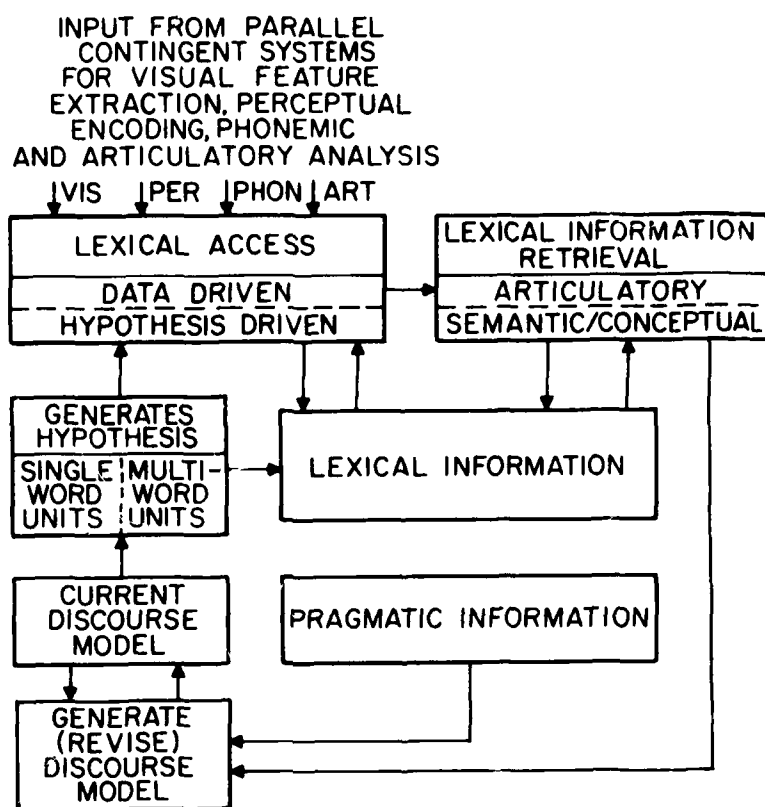 INPUT FROM PARALLEL
CONTINGENT SYSTEMS
FOR VISUAL FEATURE
EXTRACTION, PERCEPTUAL
ENCODING, PHONEMIC
AND ARTICULATORY ANALYSIS
VIS PER PHON ART
LEXICAL ACCESS
DATA DRIVEN
HYPOTHESIS DRIVEN
LEXICAL INFORMATION
RETRIEVAL
ARTICULATORY
SEMANTIC/CONCEPTUAL
GENERATES
HYPOTHESIS
SINGLE
WORD
UNITS
MULTI-
WORD
UNITS
LEXICAL INFORMATION
CURRENT
DISCOURSE
MODEL
PRAGMATIC INFORMATION
GENERATE
(REVISE)
DISCOURSE
MODEL